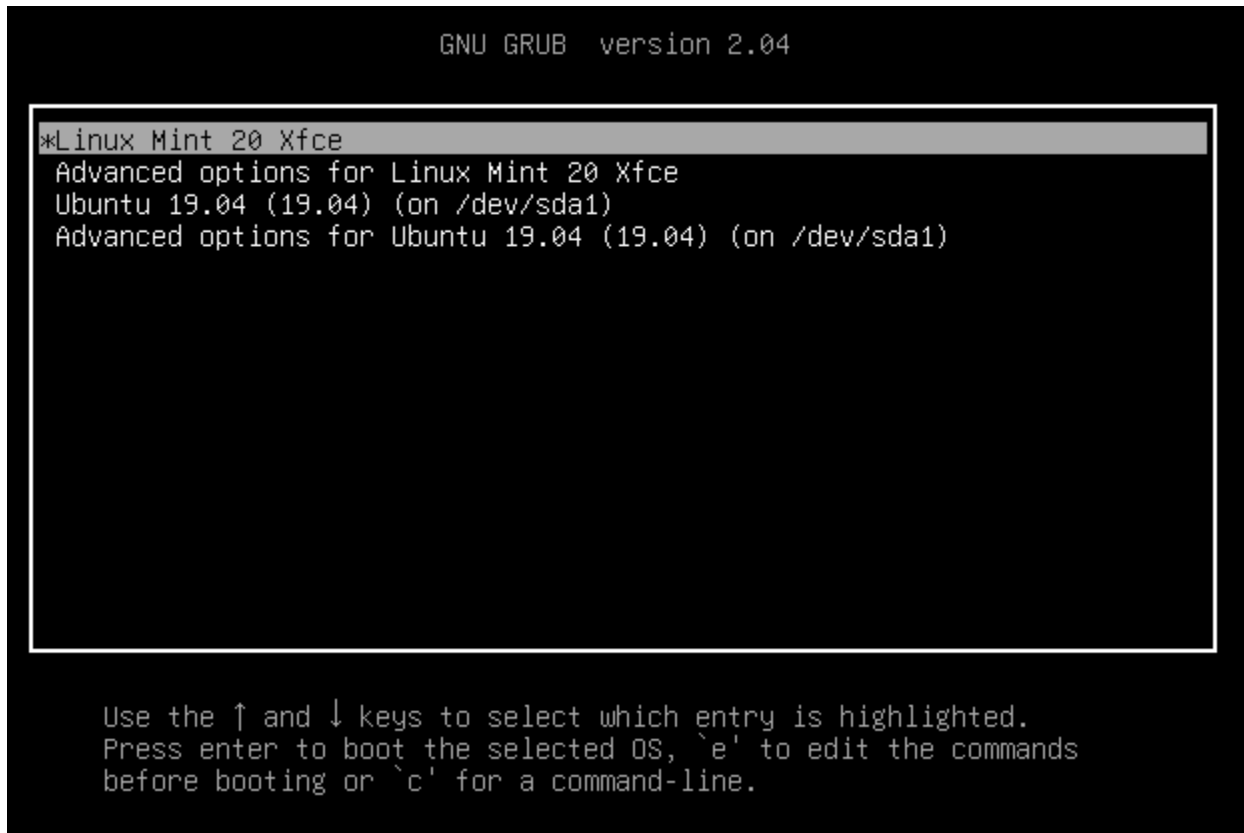 GNU GRUB  version 2.04
*Linux Mint 20 Xfce
Advanced options for Linux Mint 20 Xfce
Ubuntu 19.04 (19.04) (on /dev/sda1)
Advanced options for Ubuntu 19.04 (19.04) (on /dev/sda1)
Use the ↑ and ↓ keys to select which entry is highlighted.
Press enter to boot the selected OS, `e' to edit the commands
before booting or `c' for a command-line.